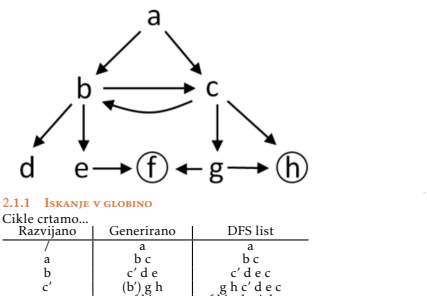 a
b c
d e f g h
2.1.1 Iskanje v globino
Cikle crtamo...
Razvijano Generirano DFS list
/ a a
a b c b c
b c′ d e c′ d e c
c′ (b′) g h g h c′ d e c